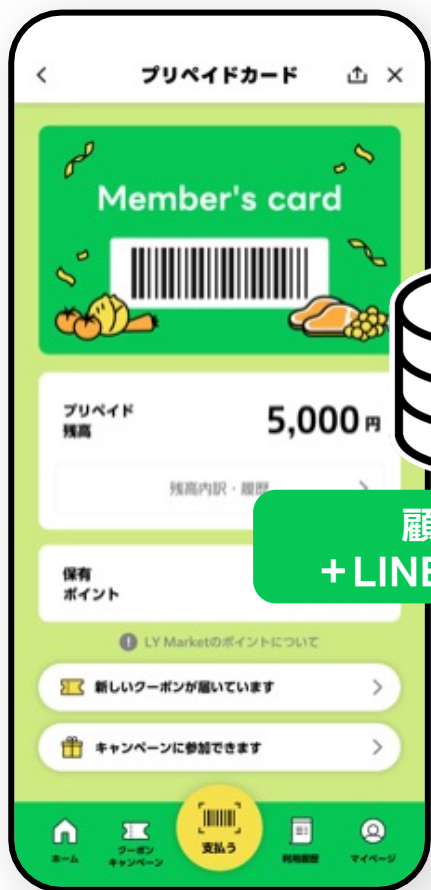 プリペイドカード
Member's card
プリペイド
残高
5,000円
残高内訳・履歴
顧
+LINE
保有
ポイント
LY Marketのポイントについて
新しいクーポンが届いています
キャンペーンに参加できます
ホーム
クーポン
キャンペーン
支払う
利用履歴
マイページ